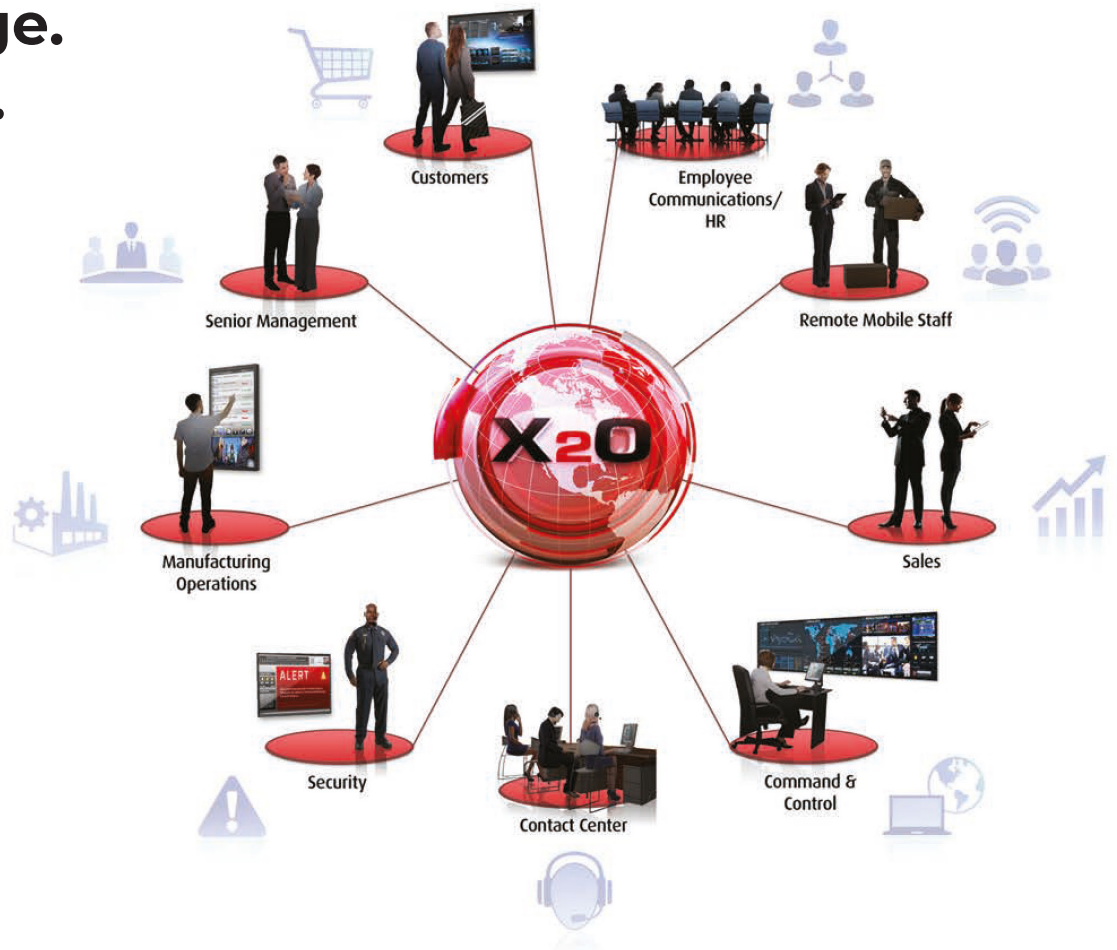 ge.
.
Customers
Employee
Communications/
HR
Senior Management
Remote Mobile Staff
X2O
Manufacturing
Operations
Sales
ALERT
Security
Command &
Control
Contact Center